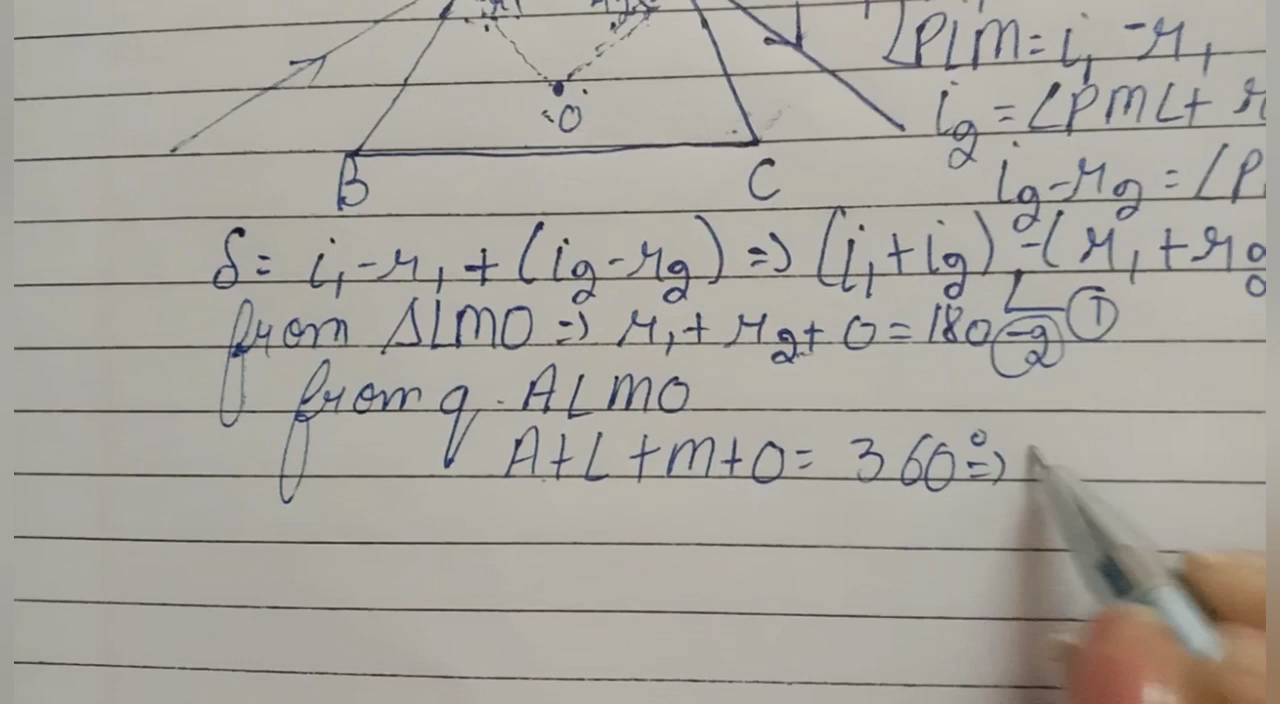 ∠PLM = i₁ - r₁
O
i₂ = ∠PML + r
B C
i₂ - r₂ = ∠P
δ = i₁ - r₁ + (i₂ - r₂) ⇒ (i₁ + i₂) - (r₁ + r₂
from ΔLMO ⇒ r₁ + r₂ + O = 180 -2 ①
from q. ALMO
A+L+M+O = 360° ⇒